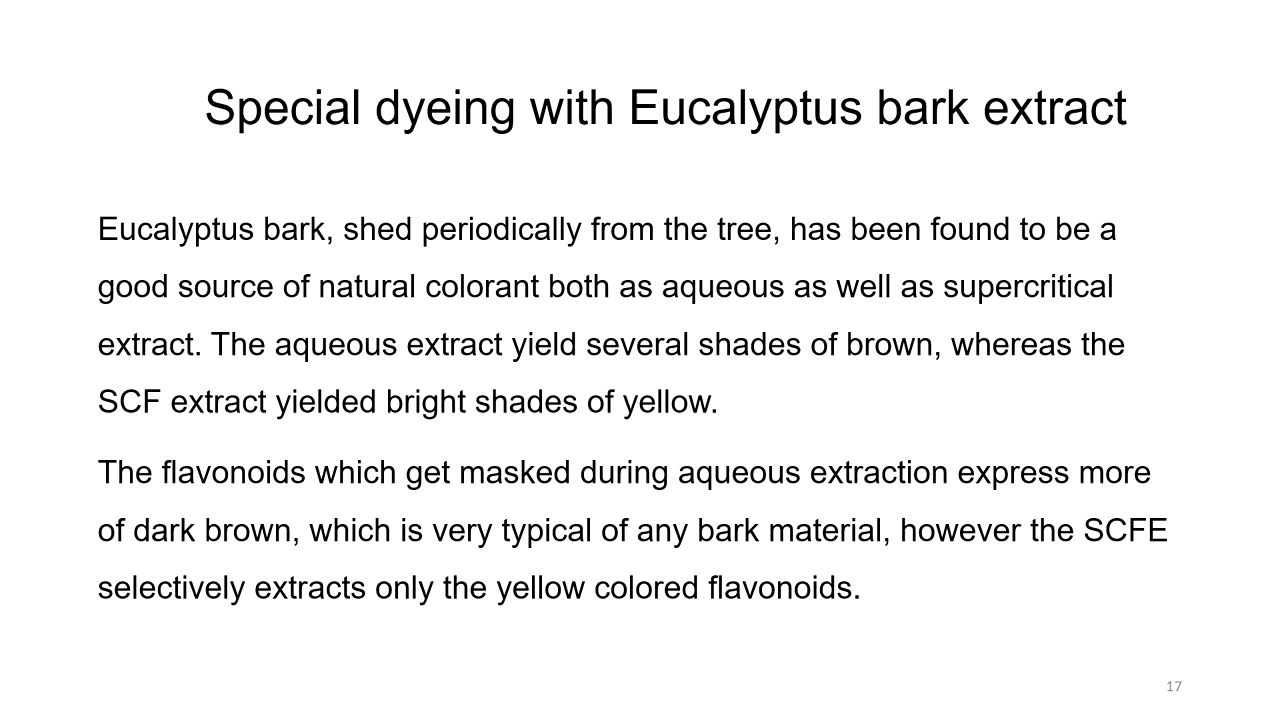 Special dyeing with Eucalyptus bark extract
Eucalyptus bark, shed periodically from the tree, has been found to be a
good source of natural colorant both as aqueous as well as supercritical
extract. The aqueous extract yield several shades of brown, whereas the
SCF extract yielded bright shades of yellow.
The flavonoids which get masked during aqueous extraction express more
of dark brown, which is very typical of any bark material, however the SCFE
selectively extracts only the yellow colored flavonoids.
17